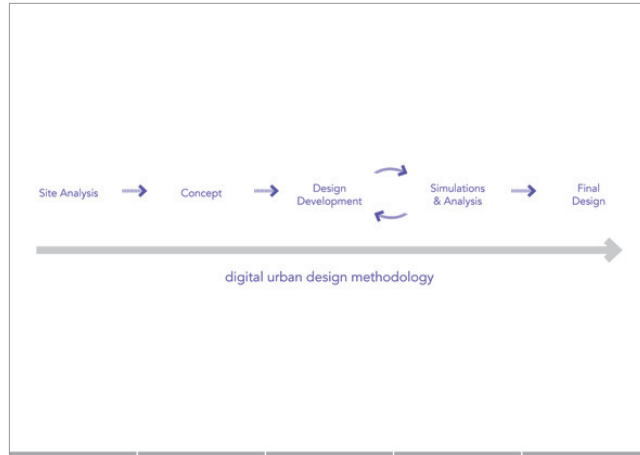 Site Analysis
Concept
Design
Development
Simulations
& Analysis
Final
Design
digital urban design methodology